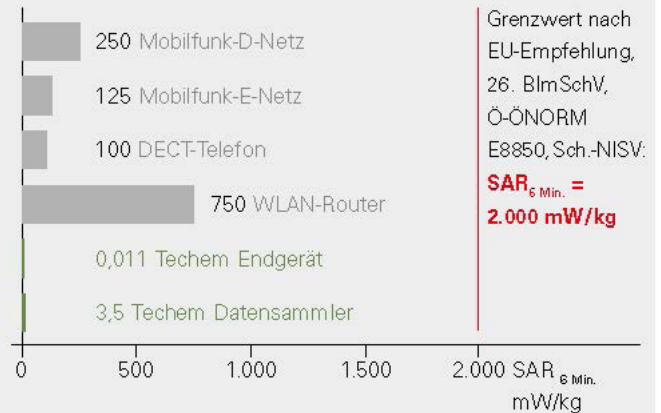 250 Mobilfunk-D-Netz
125 Mobilfunk-E-Netz
100 DECT-Telefon
750 WLAN-Router
0,011 Techem Endgerät
3,5 Techem Datensammler
Grenzwert nach
EU-Empfehlung,
26. BImSchV,
Ö-ÖNORM
E8850, Sch.-NISV:
SAR6 Min. =
2.000 mW/kg
0 500 1.000 1.500 2.000 SAR 6 Min.
mW/kg